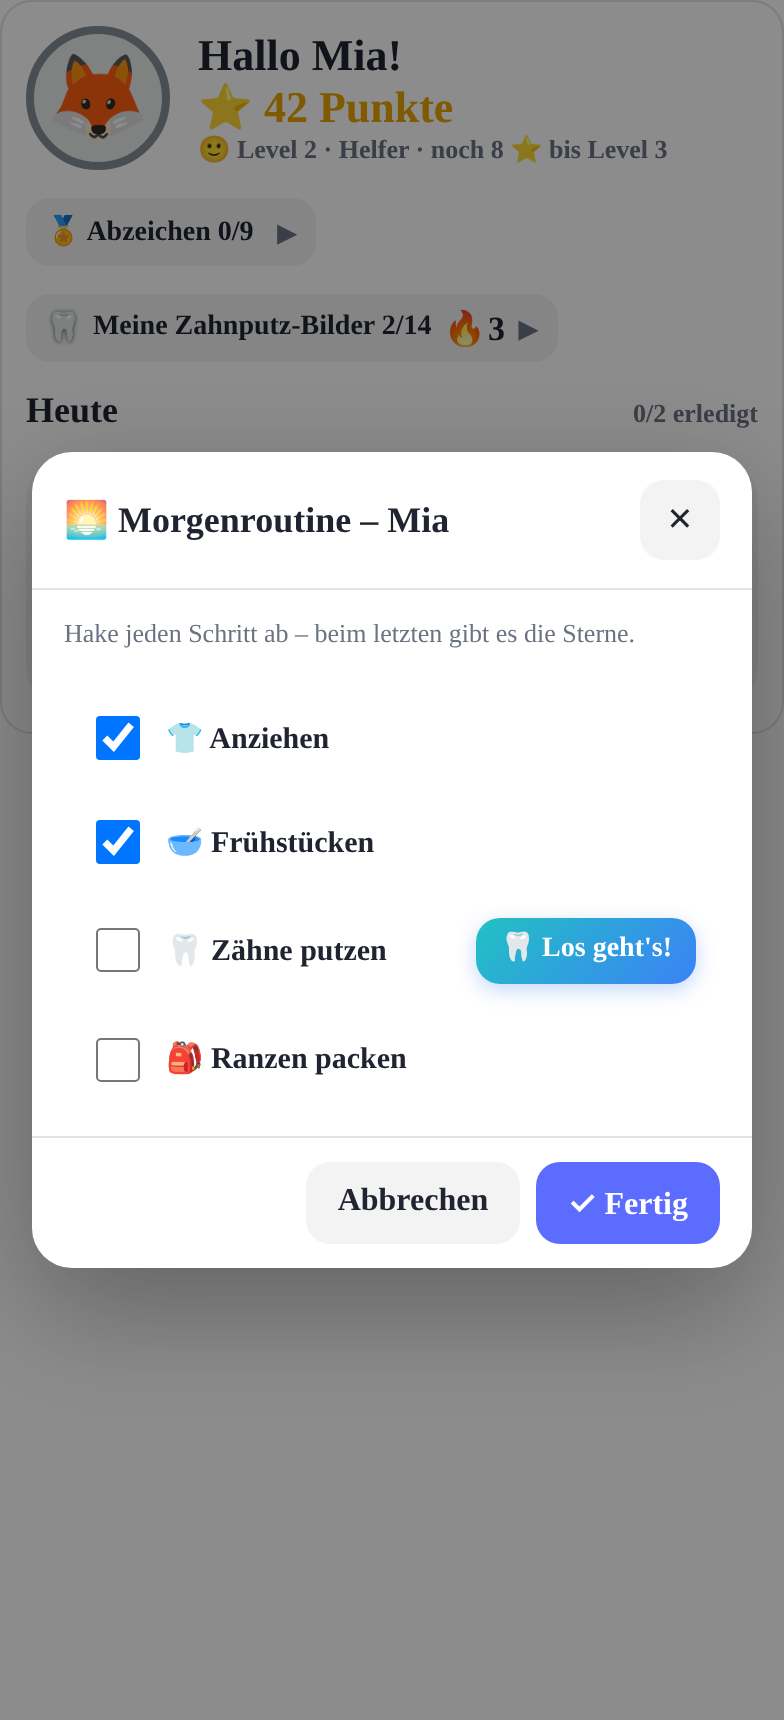 Hallo Mia!
⭐ 42 Punkte
🙂 Level 2 · Helfer · noch 8 ⭐ bis Level 3
🏅 Abzeichen 0/9 ▶
🦷 Meine Zahnputz-Bilder 2/14 🔥3 ▶
Heute 0/2 erledigt
🌅 Morgenroutine – Mia ✕
Hake jeden Schritt ab – beim letzten gibt es die Sterne.
👕 Anziehen
🥣 Frühstücken
🦷 Zähne putzen 🦷 Los geht's!
🎒 Ranzen packen
Abbrechen ✓ Fertig